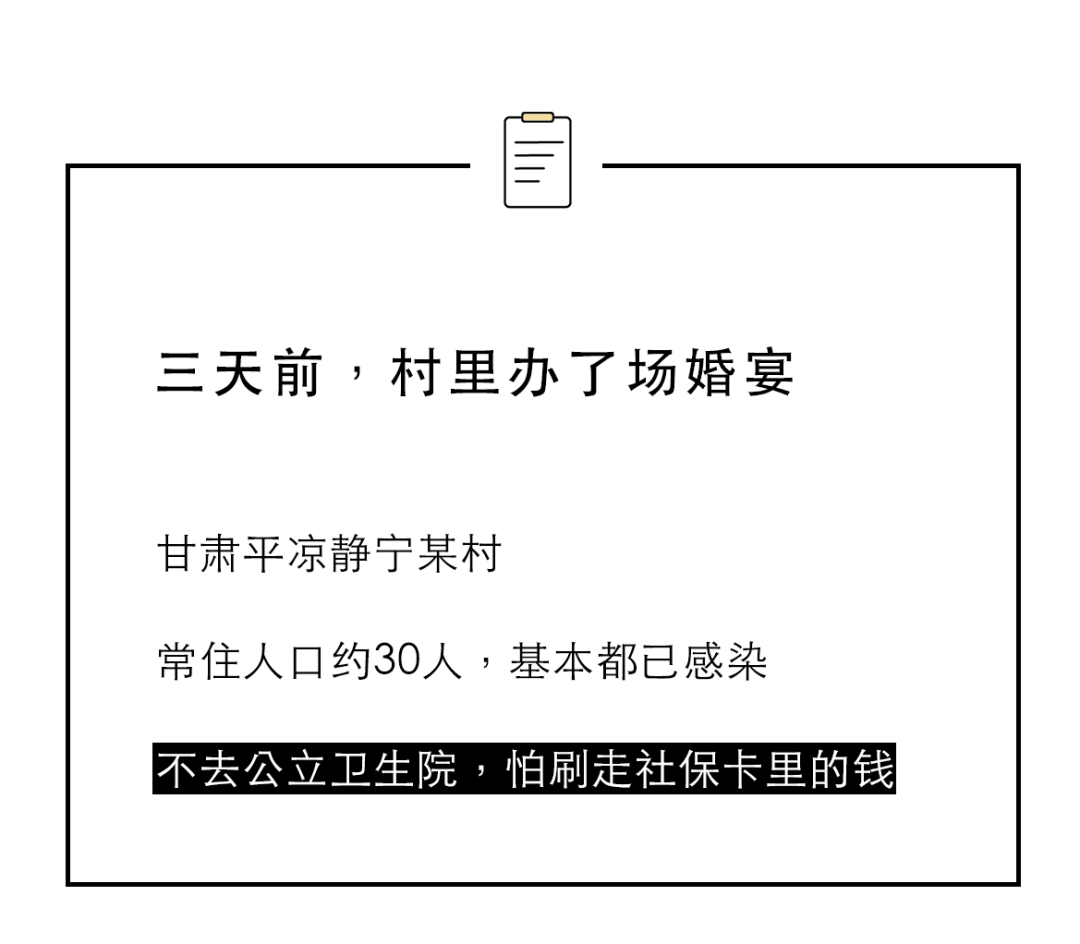 三天前，村里办了场婚宴
甘肃平凉静宁某村
常住人口约30人，基本都已感染
不去公立卫生院，怕刷走社保卡里的钱